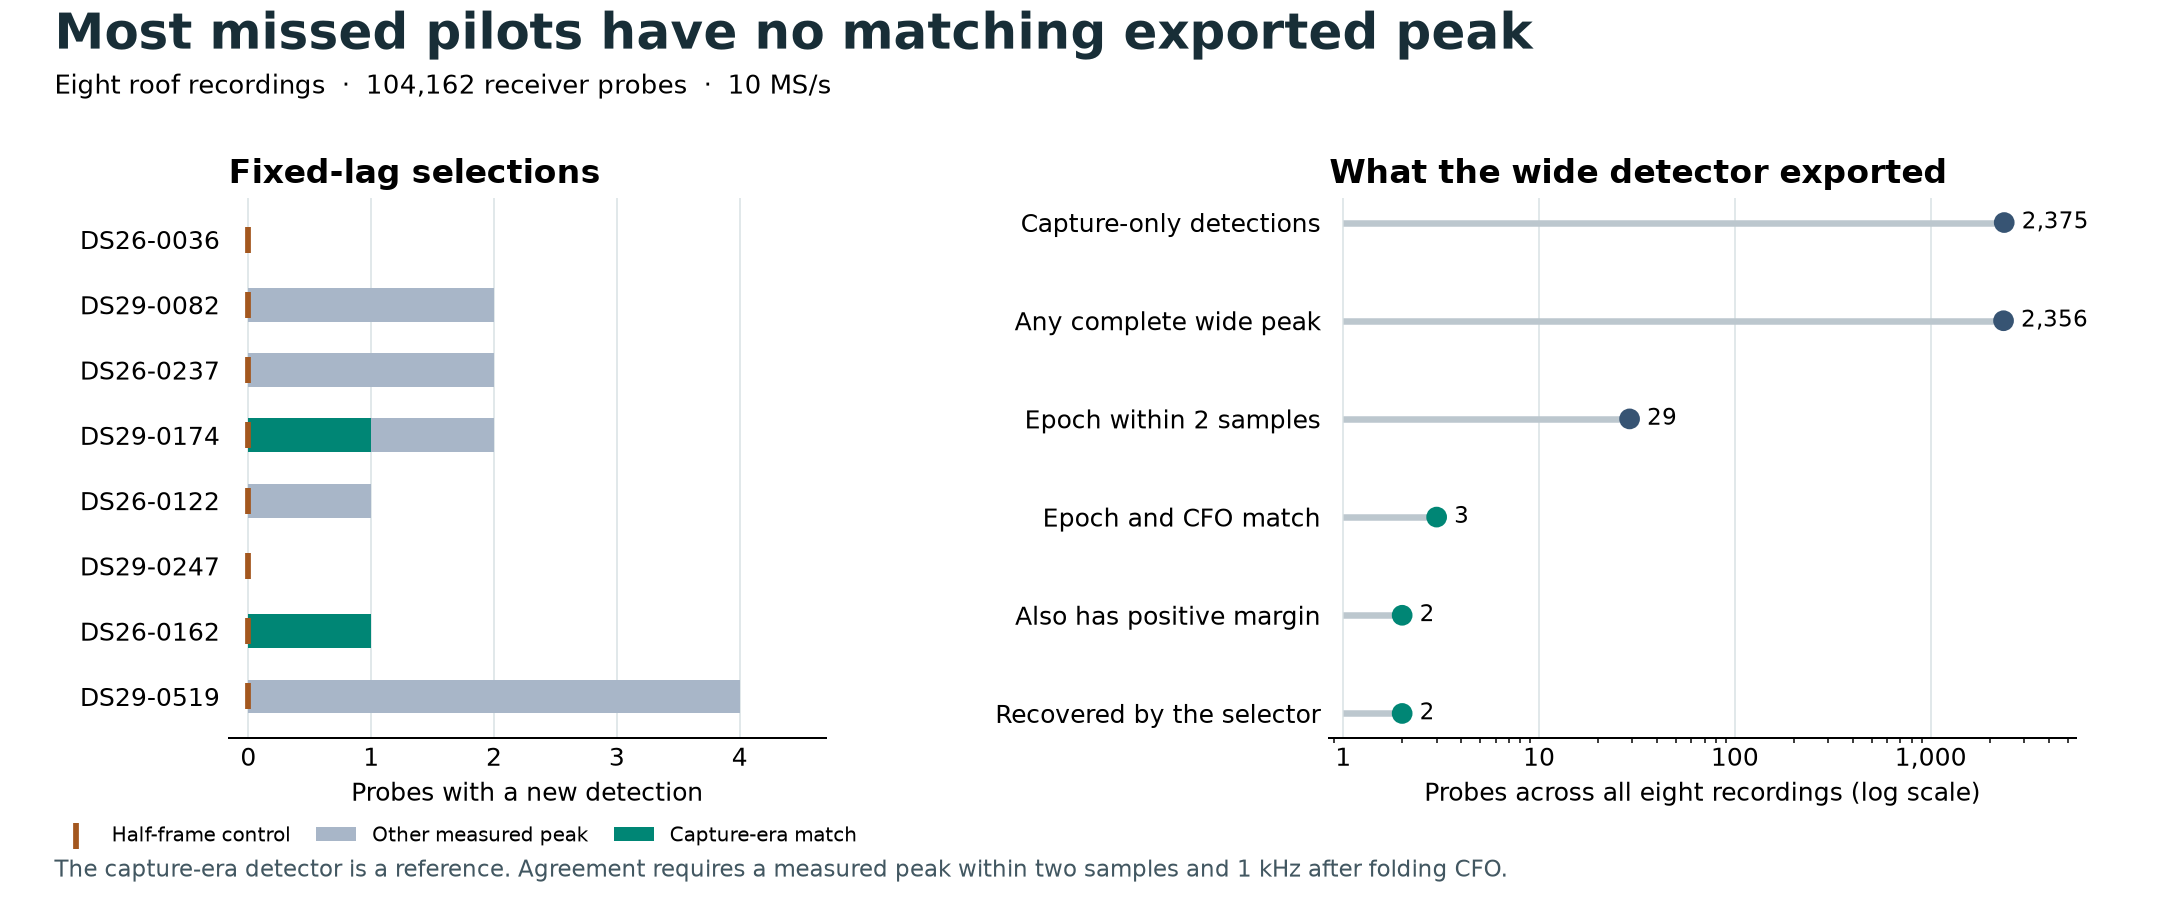 Most missed pilots have no matching exported peak
Eight roof recordings · 104,162 receiver probes · 10 MS/s
Fixed-lag selections
DS26-0036
DS29-0082
DS26-0237
DS29-0174
DS26-0122
DS29-0247
DS26-0162
DS29-0519
0 1 2 3 4
Probes with a new detection
Half-frame control Other measured peak Capture-era match
What the wide detector exported
Capture-only detections 2,375
Any complete wide peak 2,356
Epoch within 2 samples 29
Epoch and CFO match 3
Also has positive margin 2
Recovered by the selector 2
1 10 100 1,000
Probes across all eight recordings (log scale)
The capture-era detector is a reference. Agreement requires a measured peak within two samples and 1 kHz after folding CFO.